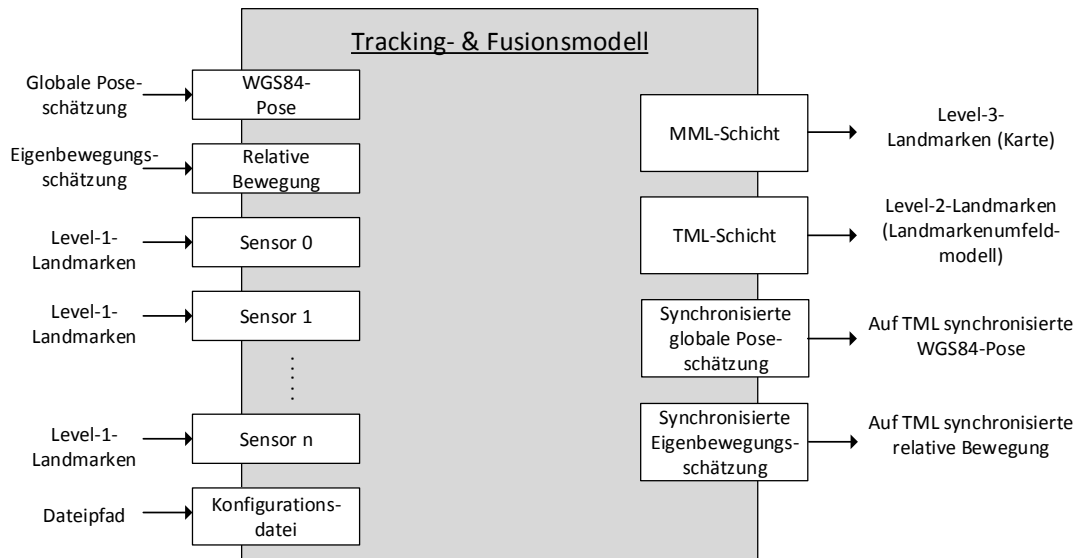 Tracking- & Fusionsmodell
Globale Pose-
schätzung
WGS84-
Pose
Eigenbewegungs-
schätzung
Relative
Bewegung
Level-1-
Landmarken
Sensor 0
Level-1-
Landmarken
Sensor 1
Level-1-
Landmarken
Sensor n
Dateipfad
Konfigurations-
datei
MML-Schicht
Level-3-
Landmarken (Karte)
TML-Schicht
Level-2-Landmarken
(Landmarkenumfeld-
modell)
Synchronisierte
globale Pose-
schätzung
Auf TML synchronisierte
WGS84-Pose
Synchronisierte
Eigenbewegungs-
schätzung
Auf TML synchronisierte
relative Bewegung